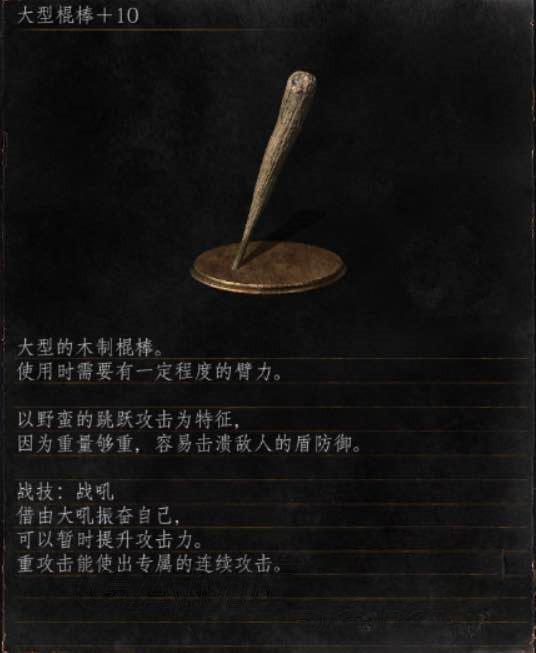 大型棍棒＋10
大型的木制棍棒。
使用时需要有一定程度的臂力。
以野蛮的跳跃攻击为特征，
因为重量够重，容易击溃敌人的盾防御。
战技：战吼
借由大吼振奋自己，
可以暂时提升攻击力。
重攻击能使出专属的连续攻击。